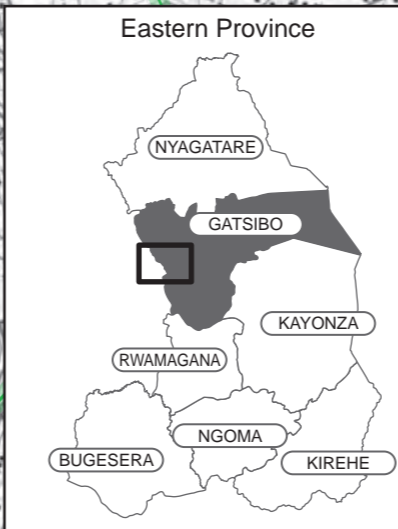 Eastern Province
NYAGATARE
GATSIBO
KAYONZA
RWAMAGANA
NGOMA
BUGESERA
KIREHE